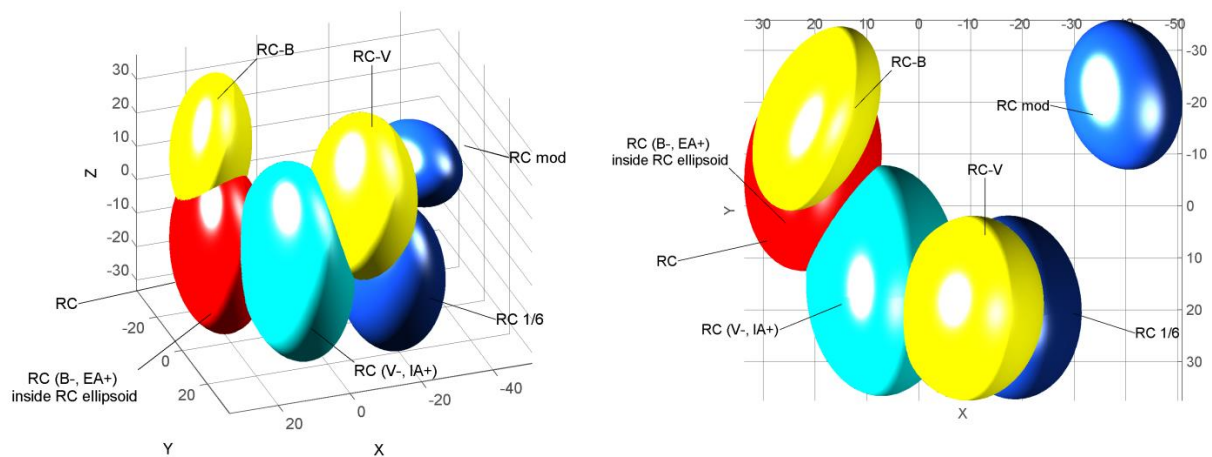 RC-B
RC-V
RC mod
30
20
10
0
-10
-20
-30
Z
RC
-20
0
20
RC (B-, EA+)
inside RC ellipsoid
RC 1/6
RC (V-, IA+)
20
0
-20
-40
Y
X
30
20
10
0
-10
-20
-30
-40
-50
-30
-20
-10
0
10
20
30
RC-B
RC mod
RC (B-, EA+)
inside RC ellipsoid
RC-V
Y
RC
RC (V-, IA+)
RC 1/6
X